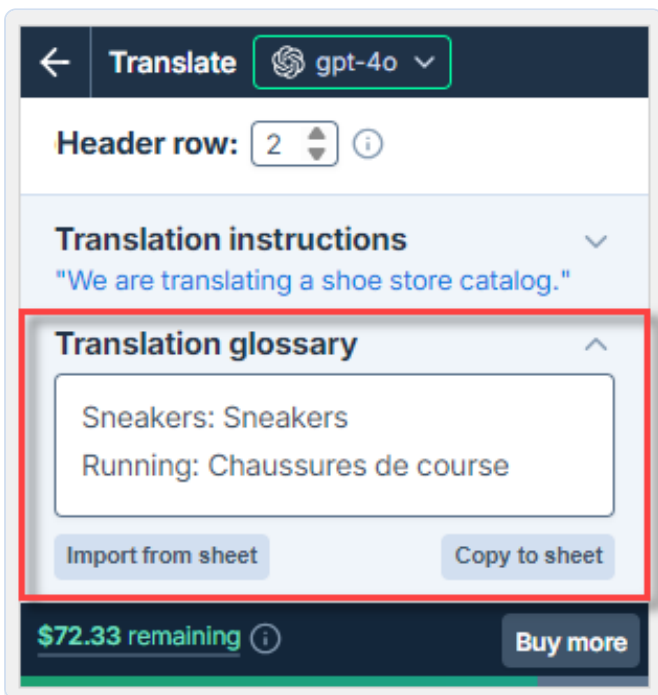 Translate gpt-4o
Header row: 2
Translation instructions
"We are translating a shoe store catalog."
Translation glossary
Sneakers: Sneakers
Running: Chaussures de course
Import from sheet Copy to sheet
$72.33 remaining Buy more